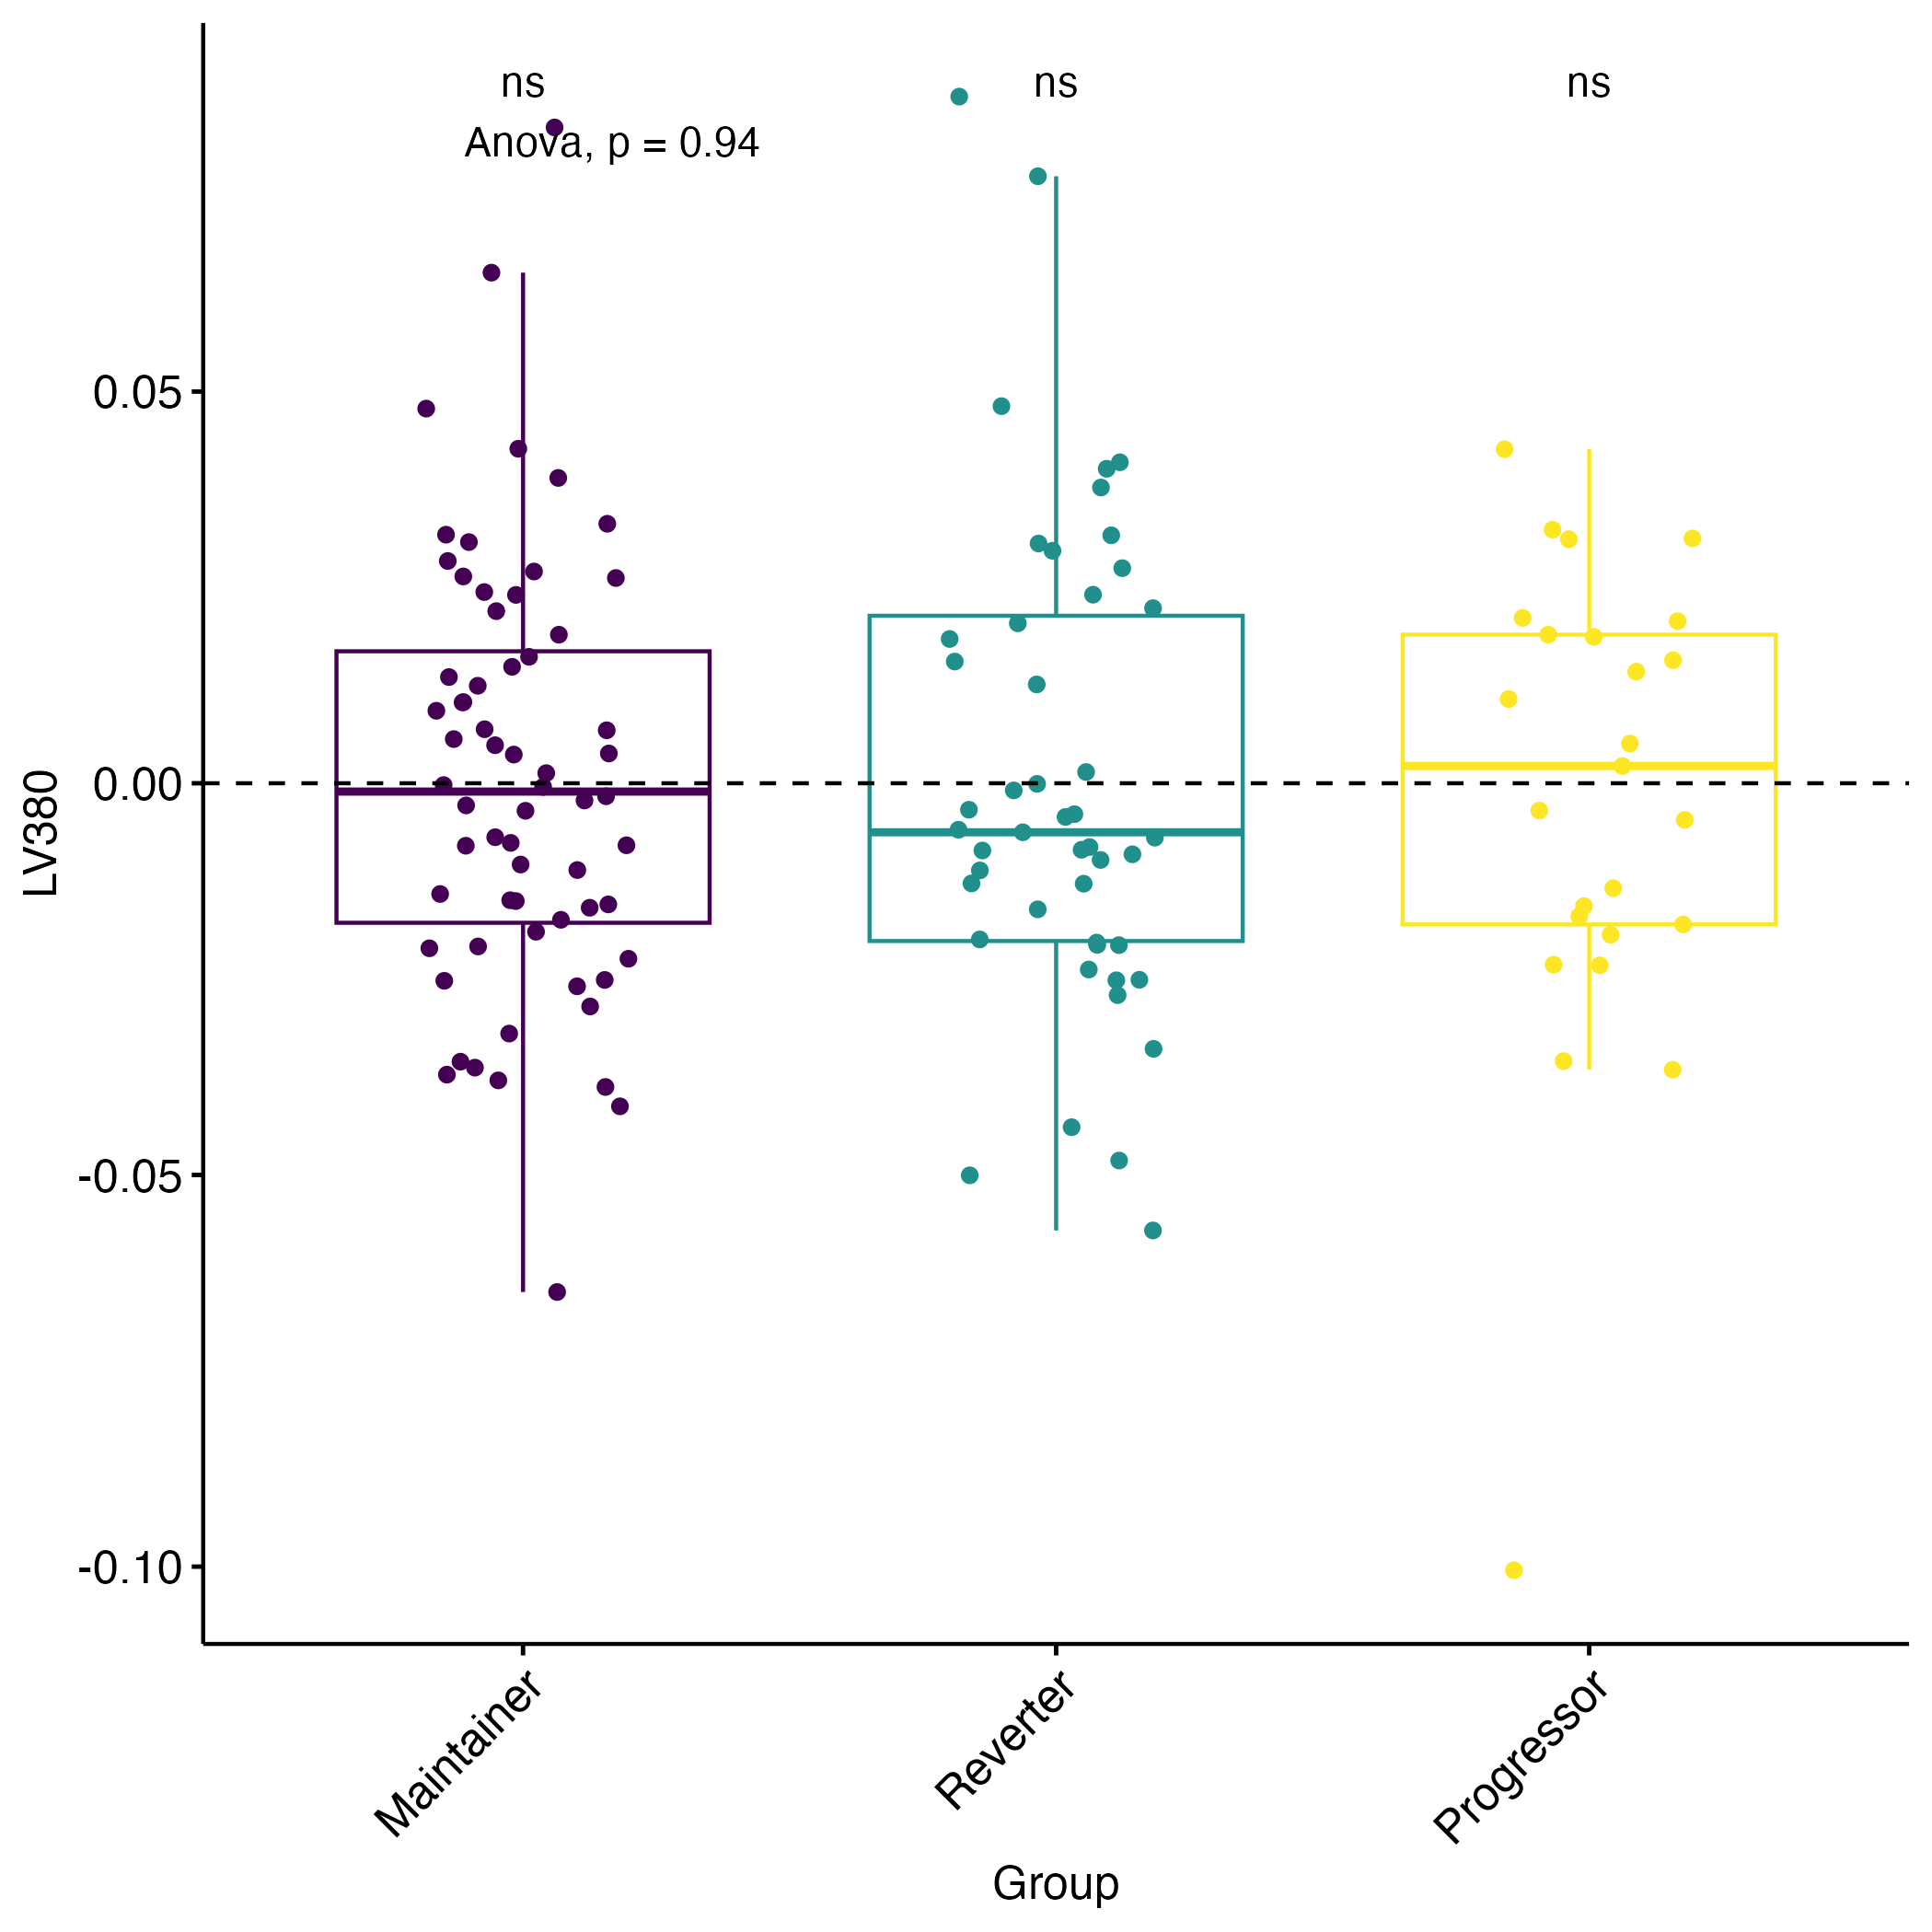 ns ns ns
Anova, p = 0.94
0.05
0.00
-0.05
-0.10
LV380
Maintainer
Reverter
Progressor
Group